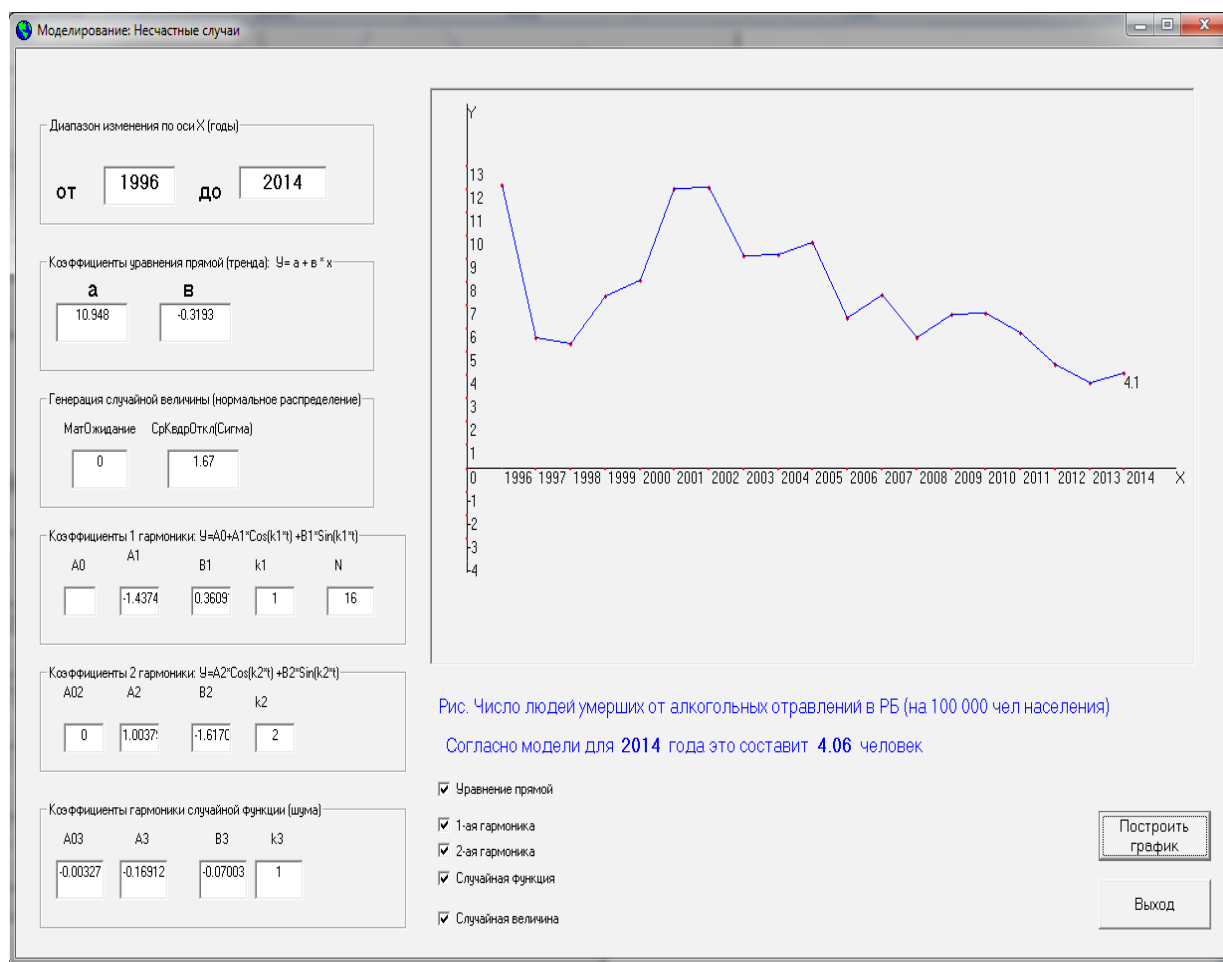 Моделирование: Несчастные случаи
Диапазон изменения по оси X (годы)
от 1996 до 2014
Коэффициенты уравнения прямой (тренда): У= а + в * х
а в
10.948 -0.3193
Генерация случайной величины (нормальное распределение)
МатОжидание СрКвдрОткл(Сигма)
0 1.67
Коэффициенты 1 гармоники: У=A0+A1*Cos(k1*t) +B1*Sin(k1*t)
A0 A1 B1 k1 N
-1.4374 0.3609 1 16
Коэффициенты 2 гармоники: У=A2*Cos(k2*t) +B2*Sin(k2*t)
A02 A2 B2 k2
0 1.0037 -1.6170 2
Коэффициенты гармоники случайной функции (шума)
A03 A3 B3 k3
-0.00327 -0.16912 -0.07003 1
Y
13
12
11
10
9
8
7
6
5
4
3
2
1
0 1996 1997 1998 1999 2000 2001 2002 2003 2004 2005 2006 2007 2008 2009 2010 2011 2012 2013 2014 X
-1
-2
-3
-4
4.1
Рис. Число людей умерших от алкогольных отравлений в РБ (на 100 000 чел населения)
Согласно модели для 2014 года это составит 4.06 человек
Уравнение прямой
1-ая гармоника
2-ая гармоника
Случайная функция
Случайная величина
Построить
график
Выход